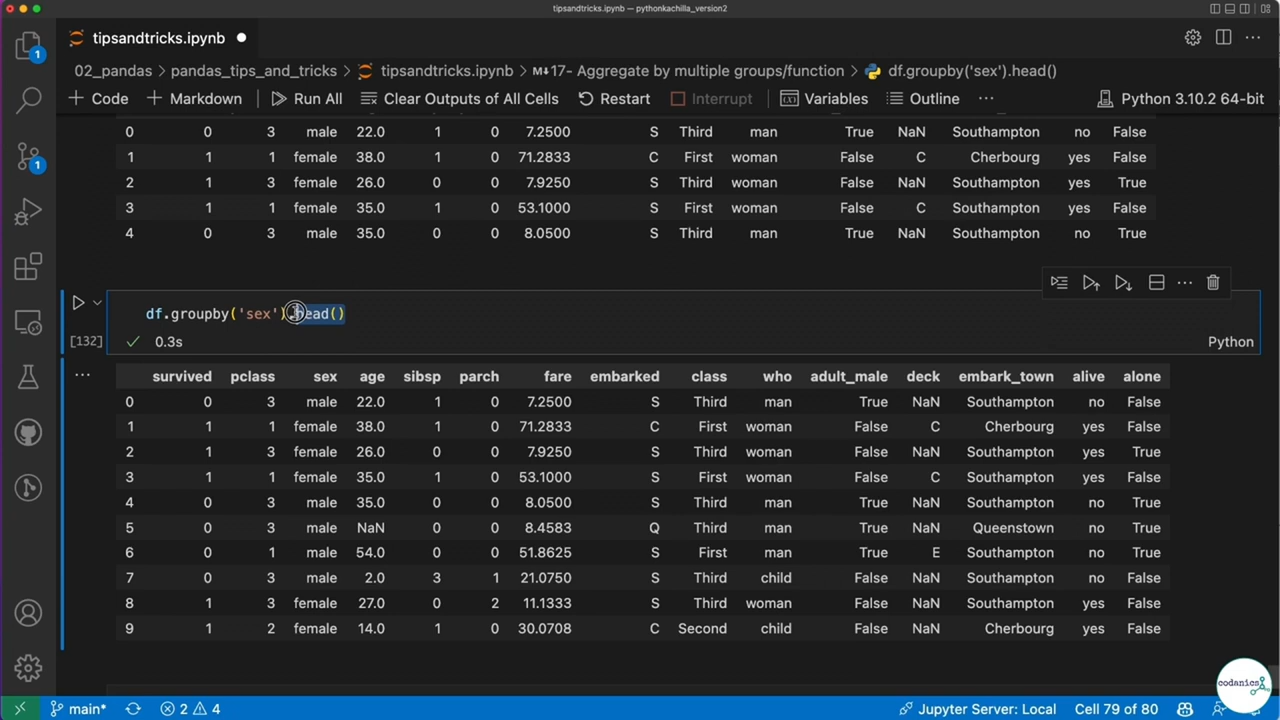 tipsandtricks.ipynb — pythonkachilla_version2
tipsandtricks.ipynb
02_pandas > pandas_tips_and_tricks > tipsandtricks.ipynb > M↓17- Aggregate by multiple groups/function > df.groupby('sex').head()
+ Code + Markdown Run All Clear Outputs of All Cells Restart Interrupt Variables Outline ··· Python 3.10.2 64-bit
0 0 3 male 22.0 1 0 7.2500 S Third man True NaN Southampton no False
1 1 1 female 38.0 1 0 71.2833 C First woman False C Cherbourg yes False
2 1 3 female 26.0 0 0 7.9250 S Third woman False NaN Southampton yes True
3 1 1 female 35.0 1 0 53.1000 S First woman False C Southampton yes False
4 0 3 male 35.0 0 0 8.0500 S Third man True NaN Southampton no True
df.groupby('sex').head()
[132] 0.3s Python
survived pclass sex age sibsp parch fare embarked class who adult_male deck embark_town alive alone
0 0 3 male 22.0 1 0 7.2500 S Third man True NaN Southampton no False
1 1 1 female 38.0 1 0 71.2833 C First woman False C Cherbourg yes False
2 1 3 female 26.0 0 0 7.9250 S Third woman False NaN Southampton yes True
3 1 1 female 35.0 1 0 53.1000 S First woman False C Southampton yes False
4 0 3 male 35.0 0 0 8.0500 S Third man True NaN Southampton no True
5 0 3 male NaN 0 0 8.4583 Q Third man True NaN Queenstown no True
6 0 1 male 54.0 0 0 51.8625 S First man True E Southampton no True
7 0 3 male 2.0 3 1 21.0750 S Third child False NaN Southampton no False
8 1 3 female 27.0 0 2 11.1333 S Third woman False NaN Southampton yes False
9 1 2 female 14.0 1 0 30.0708 C Second child False NaN Cherbourg yes False
codanics
main* 2 4 Jupyter Server: Local Cell 79 of 80
1
1